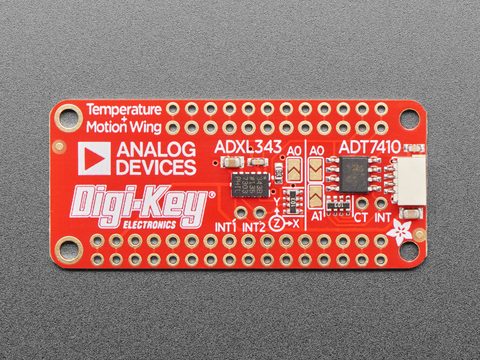 Temperature
+
Motion Wing
ANALOG
DEVICES
ADXL343
A0
A0
ADT7410
Digi-Key
ELECTRONICS
A1
Y
Z
X
INT1
INT2
CT
INT